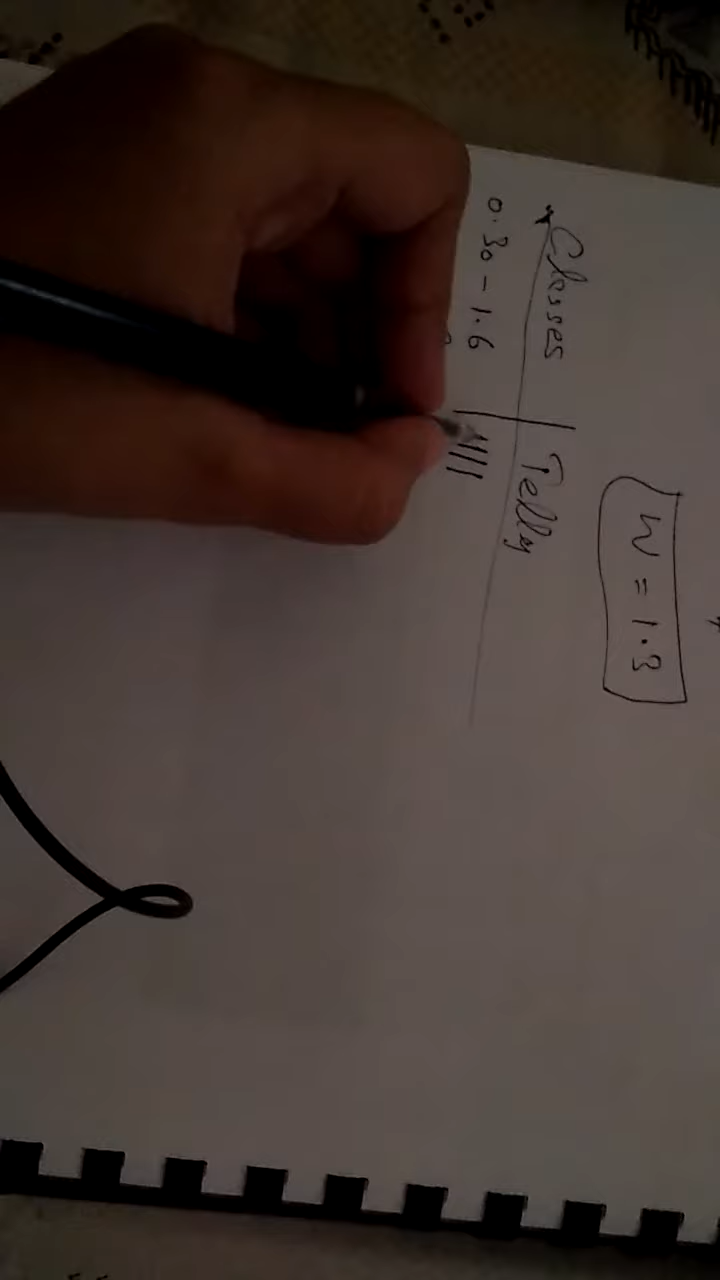 W = 1.3
Classes | Telly
0.30 - 1.6 | ||||